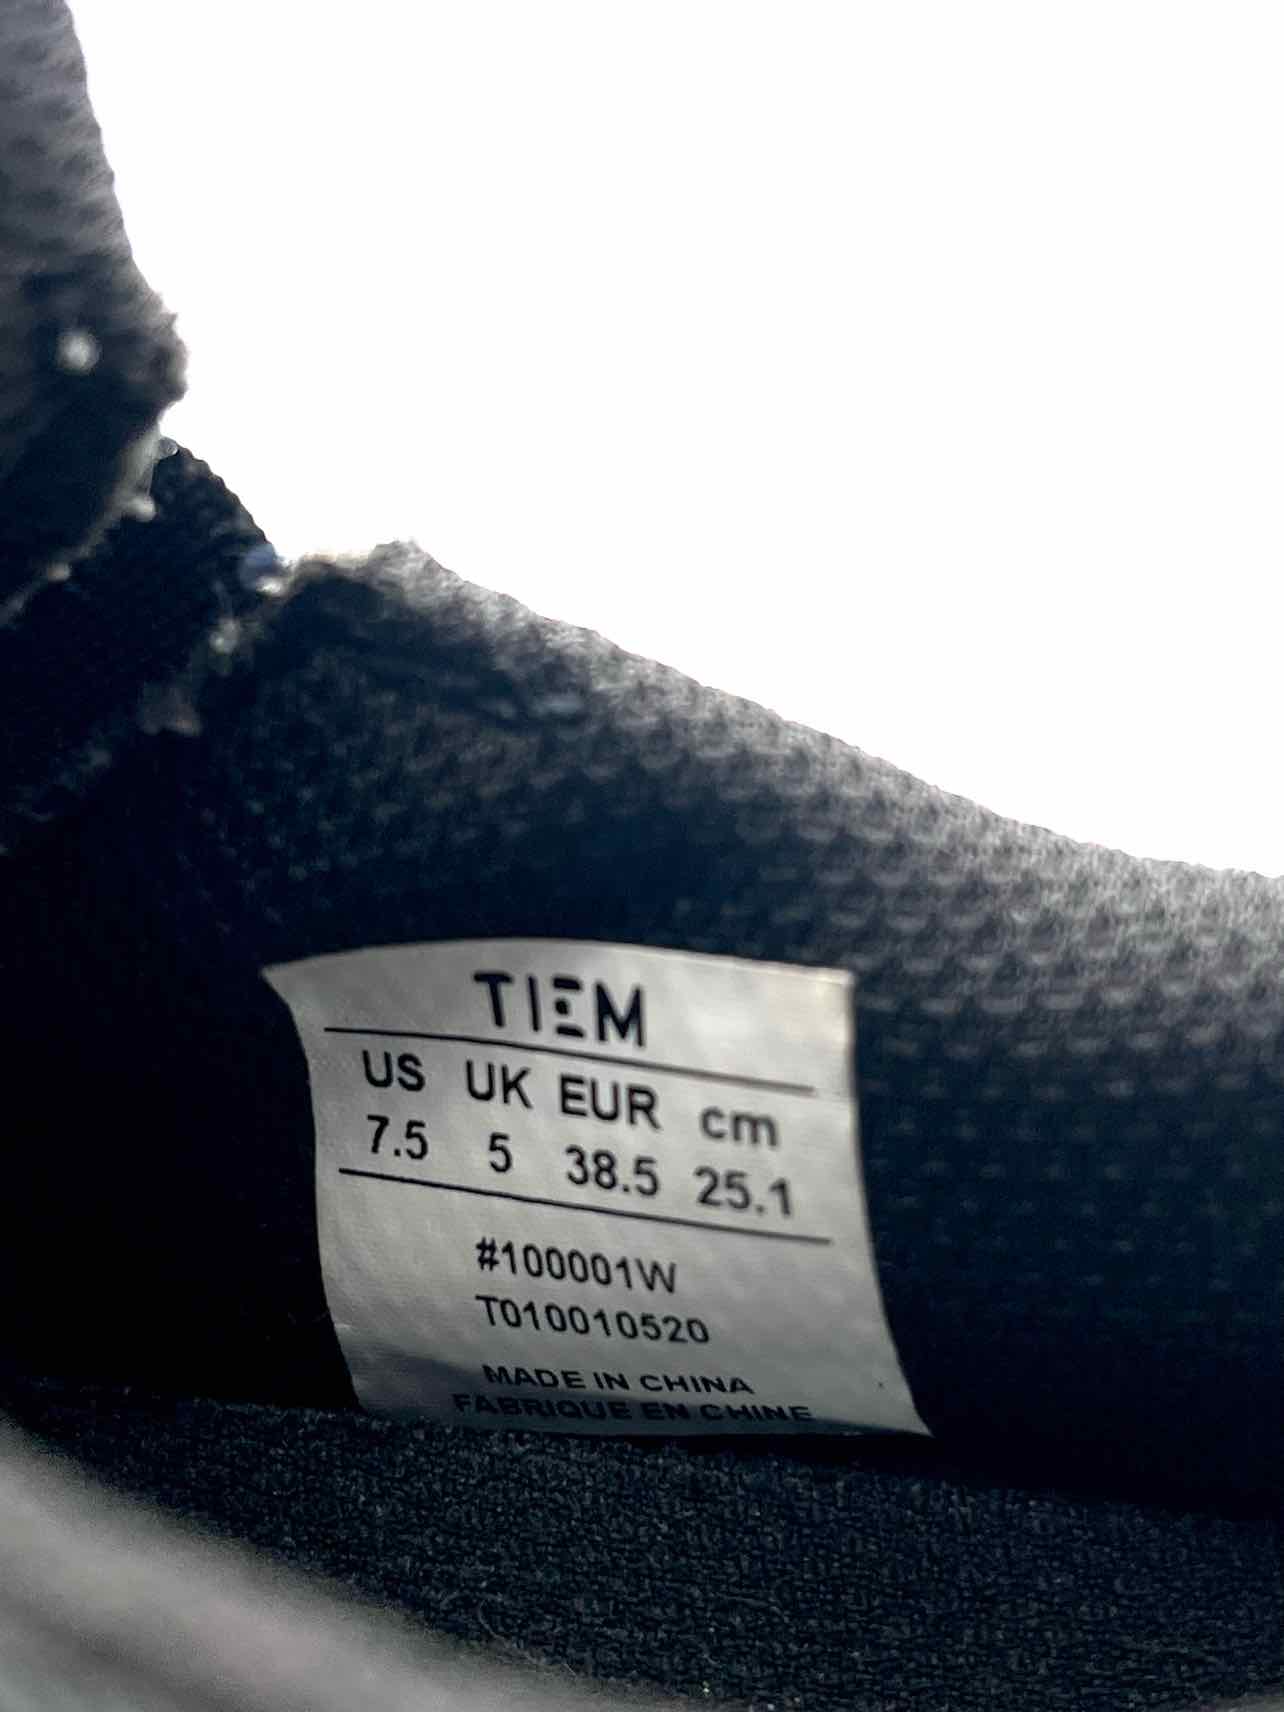 TIEM
US UK EUR cm
7.5 5 38.5 25.1
#100001W
T010010520
MADE IN CHINA
FABRIQUE EN CHINE